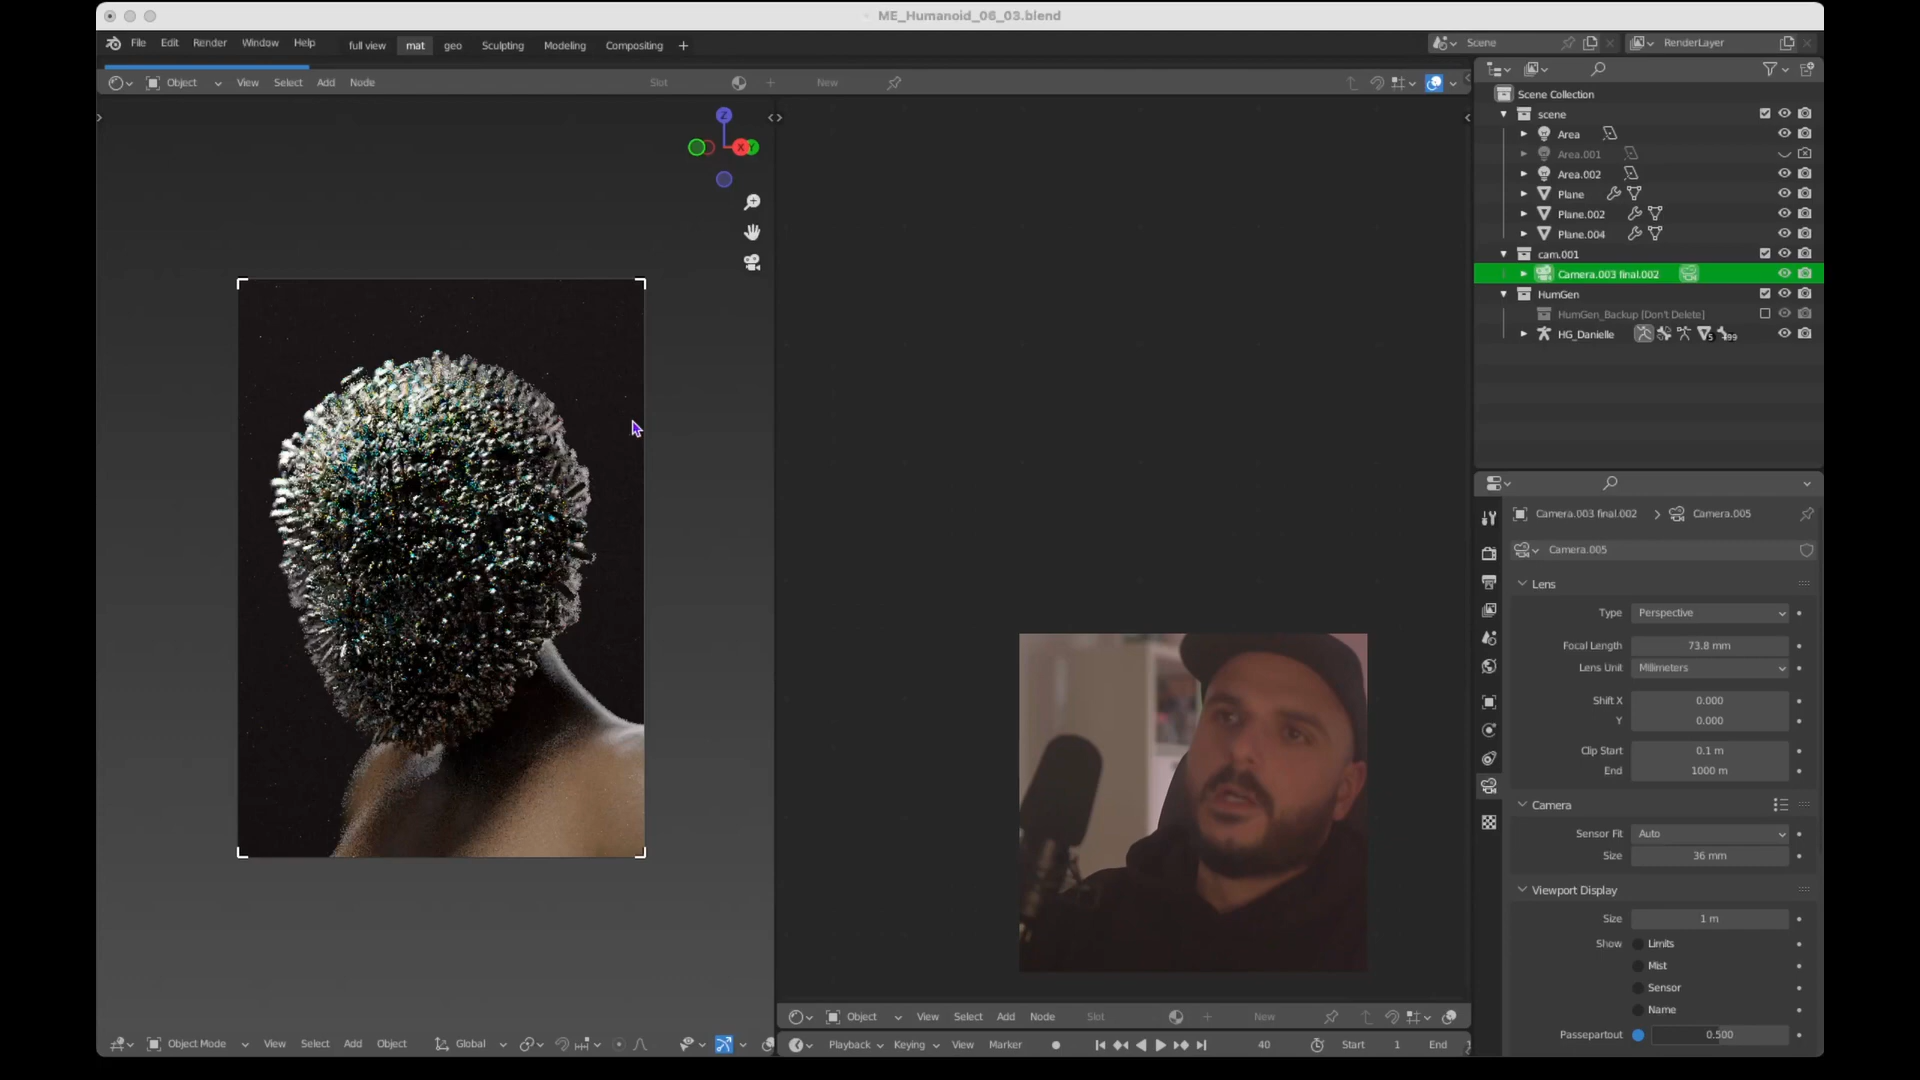 ME_Humanoid_06_03.blend
File Edit Render Window Help full view mat geo Sculpting Modeling Compositing + Scene RenderLayer
Object View Select Add Node Slot New
Scene Collection
scene
Area
Area.001
Area.002
Plane
Plane.002
Plane.004
cam.001
Camera.003 final.002
HumGen
HumGen_Backup [Don't Delete]
HG_Danielle 5 99
Z
X Y
Camera.003 final.002 > Camera.005
Camera.005
Lens
Type Perspective
Focal Length 73.8 mm
Lens Unit Millimeters
Shift X 0.000
Y 0.000
Clip Start 0.1 m
End 1000 m
Camera
Sensor Fit Auto
Size 36 mm
Viewport Display
Size 1 m
Show Limits
Mist
Sensor
Name
Passepartout 0.500
Object View Select Add Node Slot New
Object Mode View Select Add Object Global
Playback Keying View Marker 40 Start 1 End